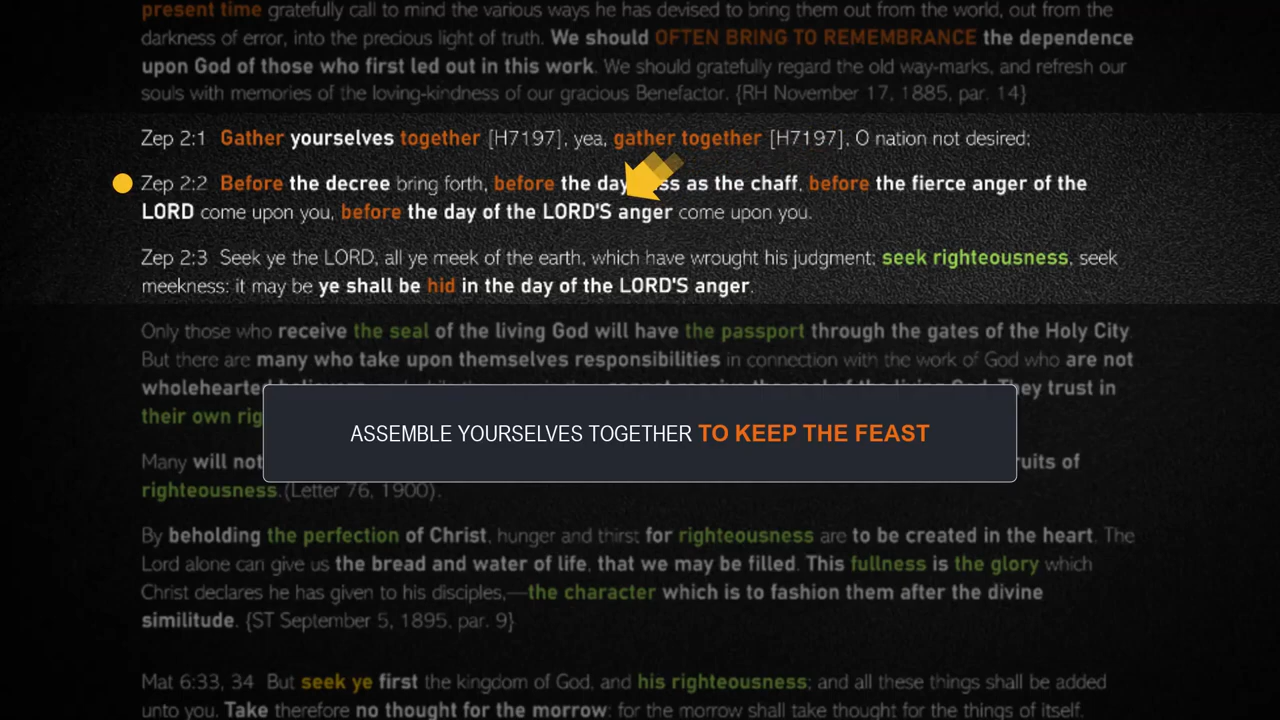 present time gratefully call to mind the various ways he has devised to bring them out from the world, out from the
darkness of error, into the precious light of truth. We should OFTEN BRING TO REMEMBRANCE the dependence
upon God of those who first led out in this work. We should gratefully regard the old way-marks, and refresh our
souls with memories of the loving-kindness of our gracious Benefactor. {RH November 17, 1885, par. 14}
Zep 2:1 Gather yourselves together [H7197], yea, gather together [H7197], O nation not desired;
Zep 2:2 Before the decree bring forth, before the day as the chaff, before the fierce anger of the
LORD come upon you, before the day of the LORD'S anger come upon you.
Zep 2:3 Seek ye the LORD, all ye meek of the earth, which have wrought his judgment; seek righteousness, seek
meekness: it may be ye shall be hid in the day of the LORD'S anger.
Only those who receive the seal of the living God will have the passport through the gates of the Holy City.
But there are many who take upon themselves responsibilities in connection with the work of God who are not
They trust in
their own
ASSEMBLE YOURSELVES TOGETHER TO KEEP THE FEAST
Many will not of
righteousness.(Letter 76, 1900).
By beholding the perfection of Christ, hunger and thirst for righteousness are to be created in the heart. The
Lord alone can give us the bread and water of life, that we may be filled. This fullness is the glory which
Christ declares he has given to his disciples,—the character which is to fashion them after the divine
similitude. {ST September 5, 1895, par. 9}
Mat 6:33, 34 But seek ye first the kingdom of God, and his righteousness; and all these things shall be added
unto you. Take therefore no thought for the morrow: for the morrow shall take thought for the things of itself.